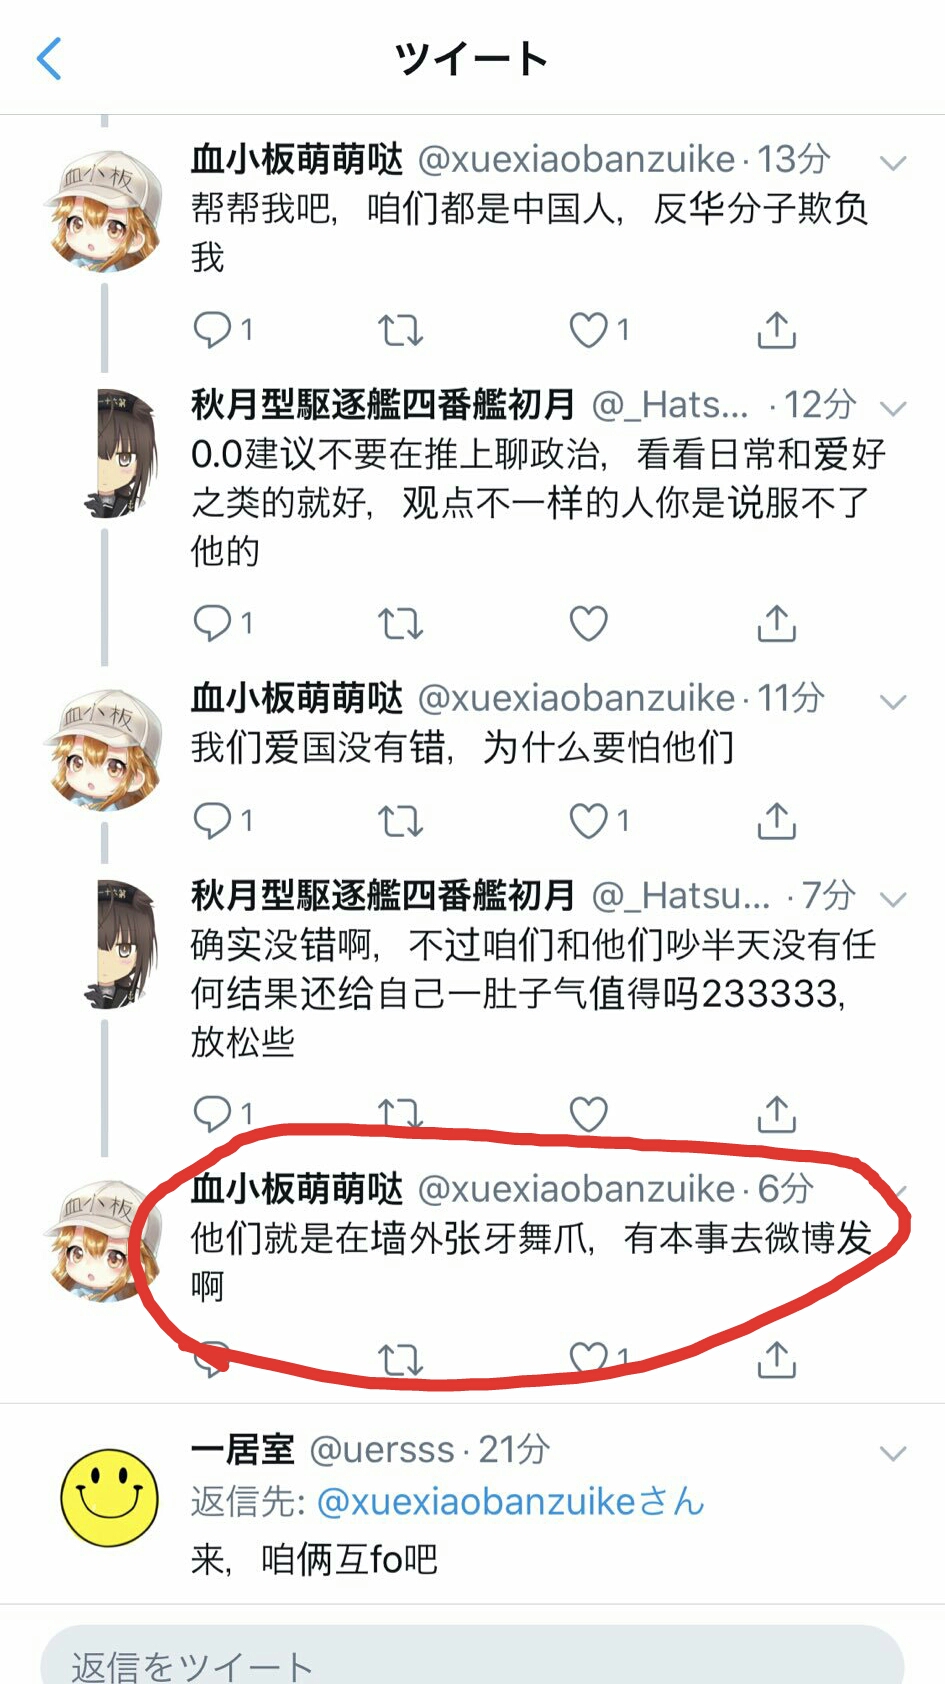 ツイート
血小板萌萌哒 @xuexiaobanzuike · 13分
帮帮我吧，咱们都是中国人，反华分子欺负
我
1 1
秋月型駆逐艦四番艦初月 @_Hats... · 12分
0.0建议不要在推上聊政治，看看日常和爱好
之类的就好，观点不一样的人你是说服不了
他的
1
血小板萌萌哒 @xuexiaobanzuike · 11分
我们爱国没有错，为什么要怕他们
1 1
秋月型駆逐艦四番艦初月 @_Hatsu... · 7分
确实没错啊，不过咱们和他们吵半天没有任
何结果还给自己一肚子气值得吗233333，
放松些
1
血小板萌萌哒 @xuexiaobanzuike · 6分
他们就是在墙外张牙舞爪，有本事去微博发
啊
1
一居室 @uersss · 21分
返信先: @xuexiaobanzuikeさん
来，咱俩互fo吧
返信をツイート
血小板
血小板
血小板